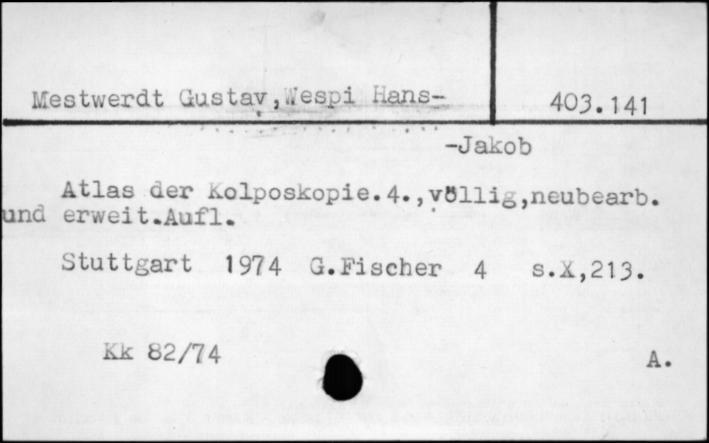 Mestwerdt Gustav,Wespi Hans-
403.141
-Jakob
Atlas der Kolposkopie.4.,völlig,neubearb.
und erweit.Aufl.
Stuttgart 1974 G.Fischer 4 s.X,213.
Kk 82/74
A.